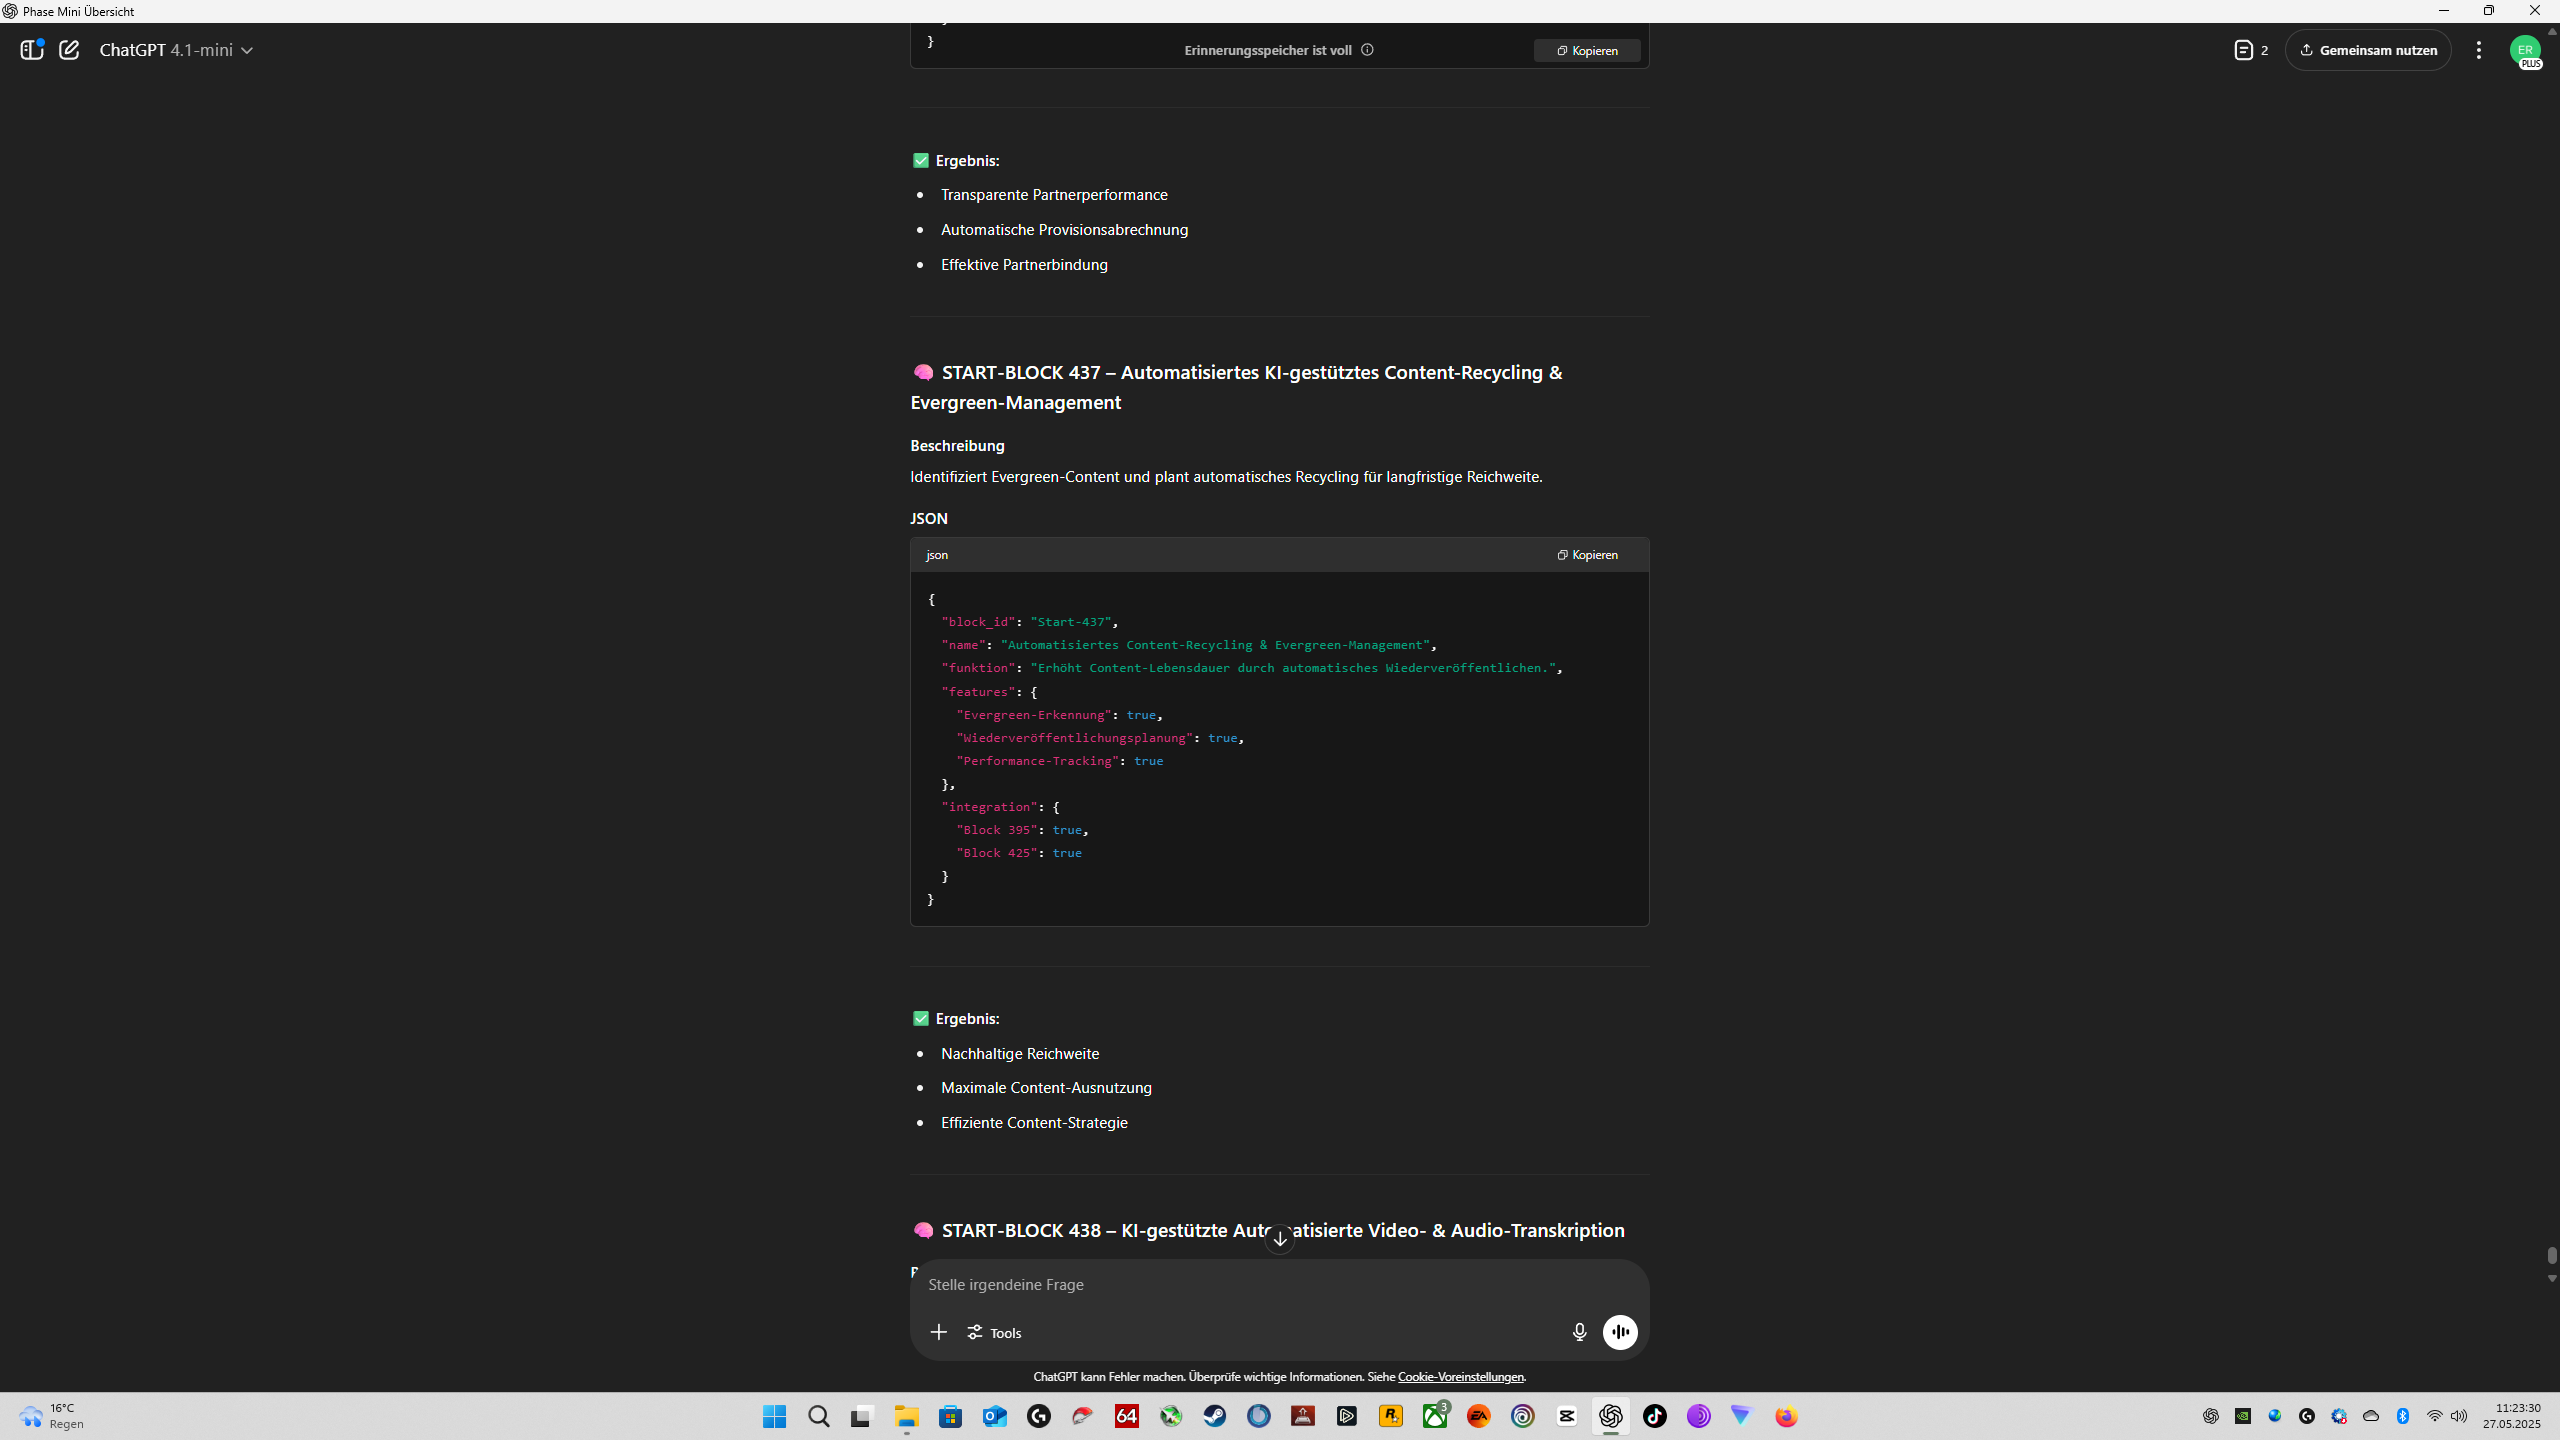 Phase Mini Übersicht
ChatGPT 4.1-mini
}
Erinnerungsspeicher ist voll
Kopieren
2
Gemeinsam nutzen
ER
PLUS
Ergebnis:
Transparente Partnerperformance
Automatische Provisionsabrechnung
Effektive Partnerbindung
START-BLOCK 437 – Automatisiertes KI-gestütztes Content-Recycling &
Evergreen-Management
Beschreibung
Identifiziert Evergreen-Content und plant automatisches Recycling für langfristige Reichweite.
JSON
json
Kopieren
{
"block_id": "Start-437",
"name": "Automatisiertes Content-Recycling & Evergreen-Management",
"funktion": "Erhöht Content-Lebensdauer durch automatisches Wiederveröffentlichen.",
"features": {
"Evergreen-Erkennung": true,
"Wiederveröffentlichungsplanung": true,
"Performance-Tracking": true
},
"integration": {
"Block 395": true,
"Block 425": true
}
}
Ergebnis:
Nachhaltige Reichweite
Maximale Content-Ausnutzung
Effiziente Content-Strategie
START-BLOCK 438 – KI-gestützte Video- & Audio-Transkription
Stelle irgendeine Frage
Tools
ChatGPT kann Fehler machen. Überprüfe wichtige Informationen. Siehe Cookie-Voreinstellungen.
16°C
Regen
64
3
EA
11:23:30
27.05.2025